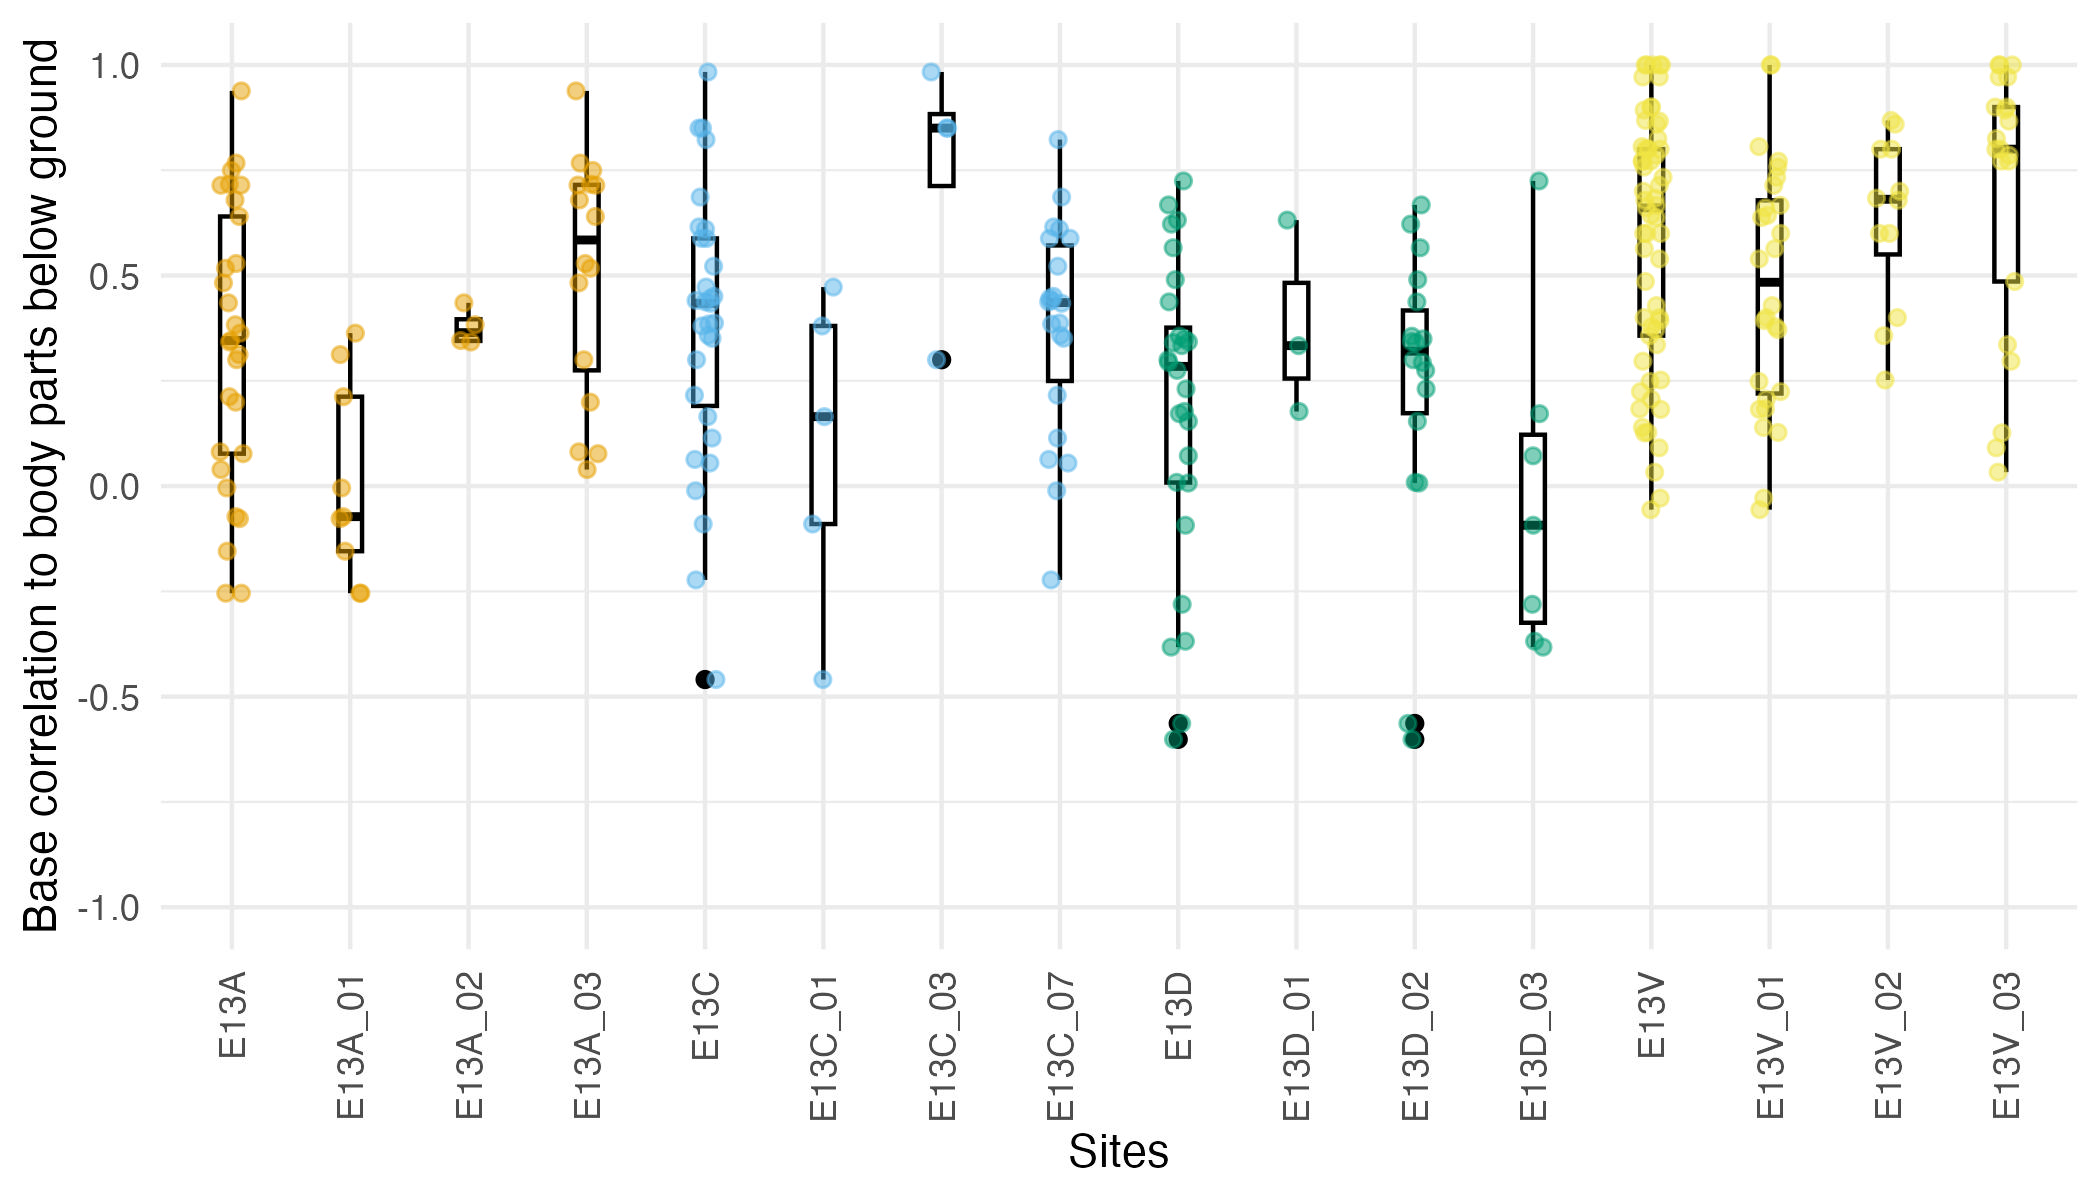 Base correlation to body parts below ground
1.0
0.5
0.0
-0.5
-1.0
E13A
E13A_01
E13A_02
E13A_03
E13C
E13C_01
E13C_03
E13C_07
E13D
E13D_01
E13D_02
E13D_03
E13V
E13V_01
E13V_02
E13V_03
Sites